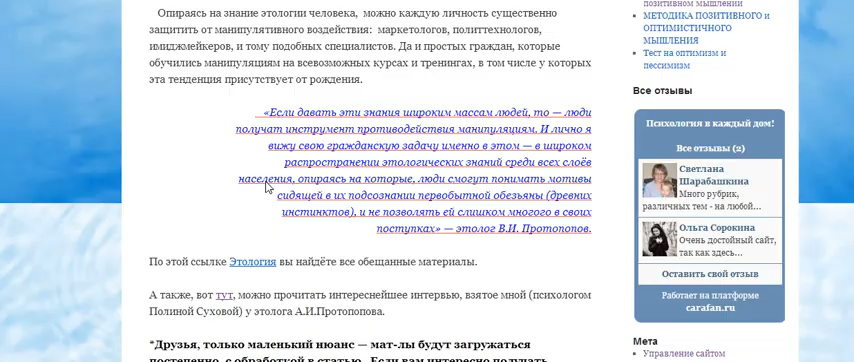 Опираясь на знание этологии человека, можно каждую личность существенно
защитить от манипулятивного воздействия: маркетологов, политтехнологов,
имиджмейкеров, и тому подобных специалистов. Да и простых граждан, которые
обучились манипуляциям на всевозможных курсах и тренингах, в том числе у которых
эта тенденция присутствует от рождения.
«Если давать эти знания широким массам людей, то — люди
получат инструмент противодействия манипуляциям. И лично я
вижу свою гражданскую задачу именно в этом — в широком
распространении этологических знаний среди всех слоёв
населения, опираясь на которые, люди смогут понимать мотивы
сидящей в их подсознании первобытной обезьяны (древних
инстинктов), и не позволять ей слишком многого в своих
поступках» — этолог В.И. Протопопов.
По этой ссылке Этология вы найдёте все обещанные материалы.
А также, вот тут, можно прочитать интереснейшее интервью, взятое мной (психологом
Полиной Суховой) у этолога А.И.Протопопова.
*Друзья, только маленький нюанс — мат-лы будут загружаться
постепенно, с обработкой в статью. Если вам интересно получать
позитивном мышлении
МЕТОДИКА ПОЗИТИВНОГО и
ОПТИМИСТИЧНОГО
МЫШЛЕНИЯ
Тест на оптимизм и
пессимизм
Все отзывы
Психология в каждый дом!
Все отзывы (2)
Светлана
Шарабашкина
Много рубрик,
различных тем - на любой...
Ольга Сорокина
Очень достойный сайт,
так как здесь...
Оставить свой отзыв
Работает на платформе
carafan.ru
Мета
Управление сайтом